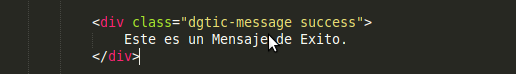 <div class="dgtic-message success">
Este es un Mensaje de Exito.
</div>